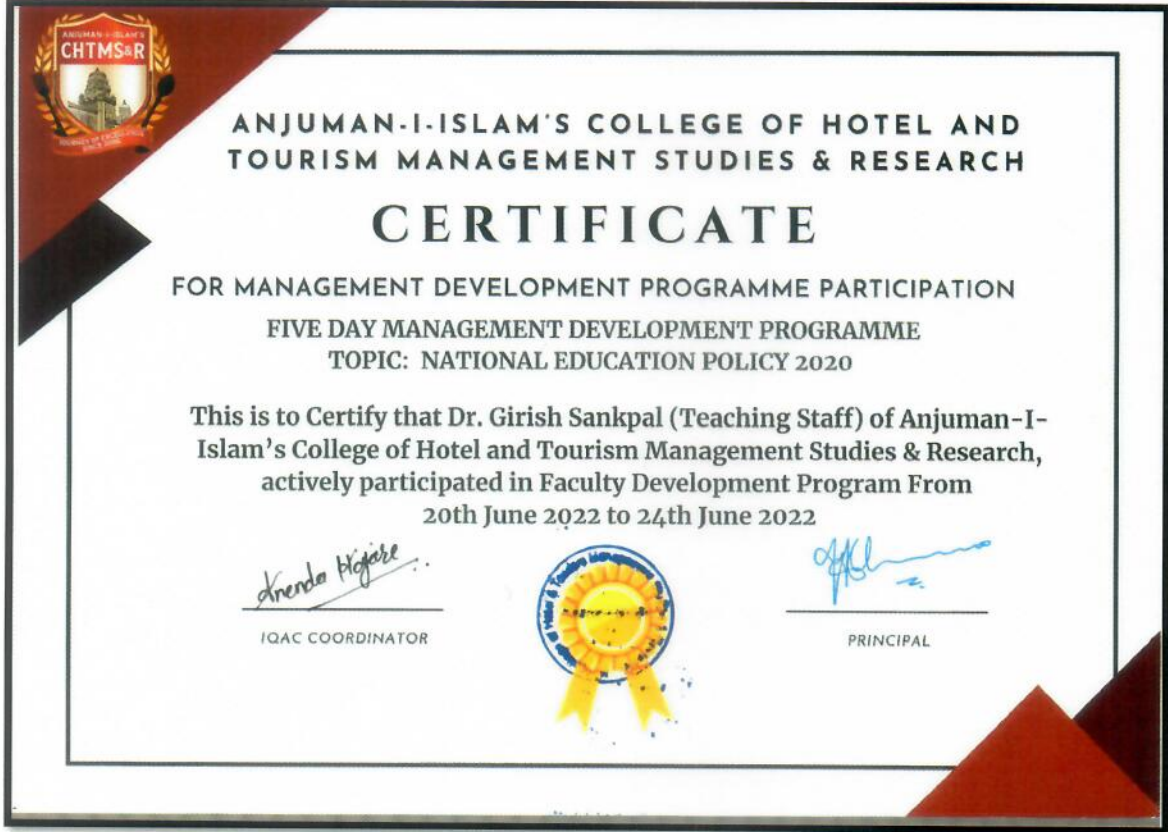 ANJUMAN-I-ISLAM'S
CHTMS&R
JOURNEY OF EXCELLENCE
ANJUMAN-I-ISLAM'S COLLEGE OF HOTEL AND
TOURISM MANAGEMENT STUDIES & RESEARCH
CERTIFICATE
FOR MANAGEMENT DEVELOPMENT PROGRAMME PARTICIPATION
FIVE DAY MANAGEMENT DEVELOPMENT PROGRAMME
TOPIC: NATIONAL EDUCATION POLICY 2020
This is to Certify that Dr. Girish Sankpal (Teaching Staff) of Anjuman-I-
Islam's College of Hotel and Tourism Management Studies & Research,
actively participated in Faculty Development Program From
20th June 2022 to 24th June 2022
IQAC COORDINATOR
PRINCIPAL